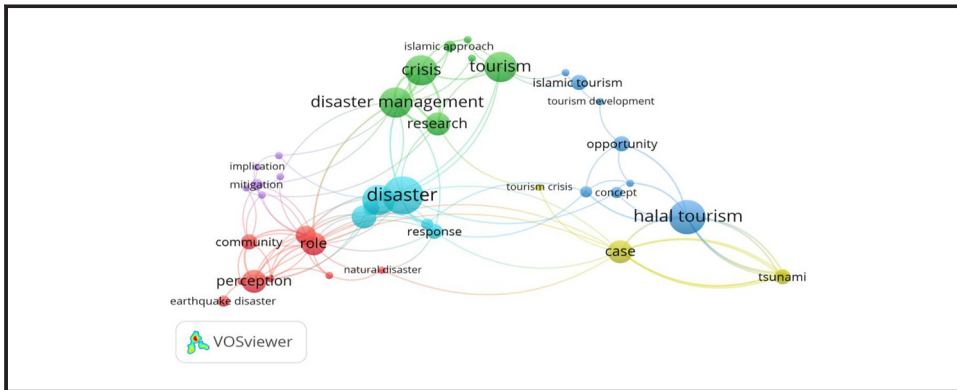 islamic approach
crisis
tourism
islamic tourism
disaster management
tourism development
research
opportunity
implication
mitigation
disaster
tourism crisis
concept
halal tourism
community
role
response
case
natural disaster
perception
tsunami
earthquake disaster
VOSviewer